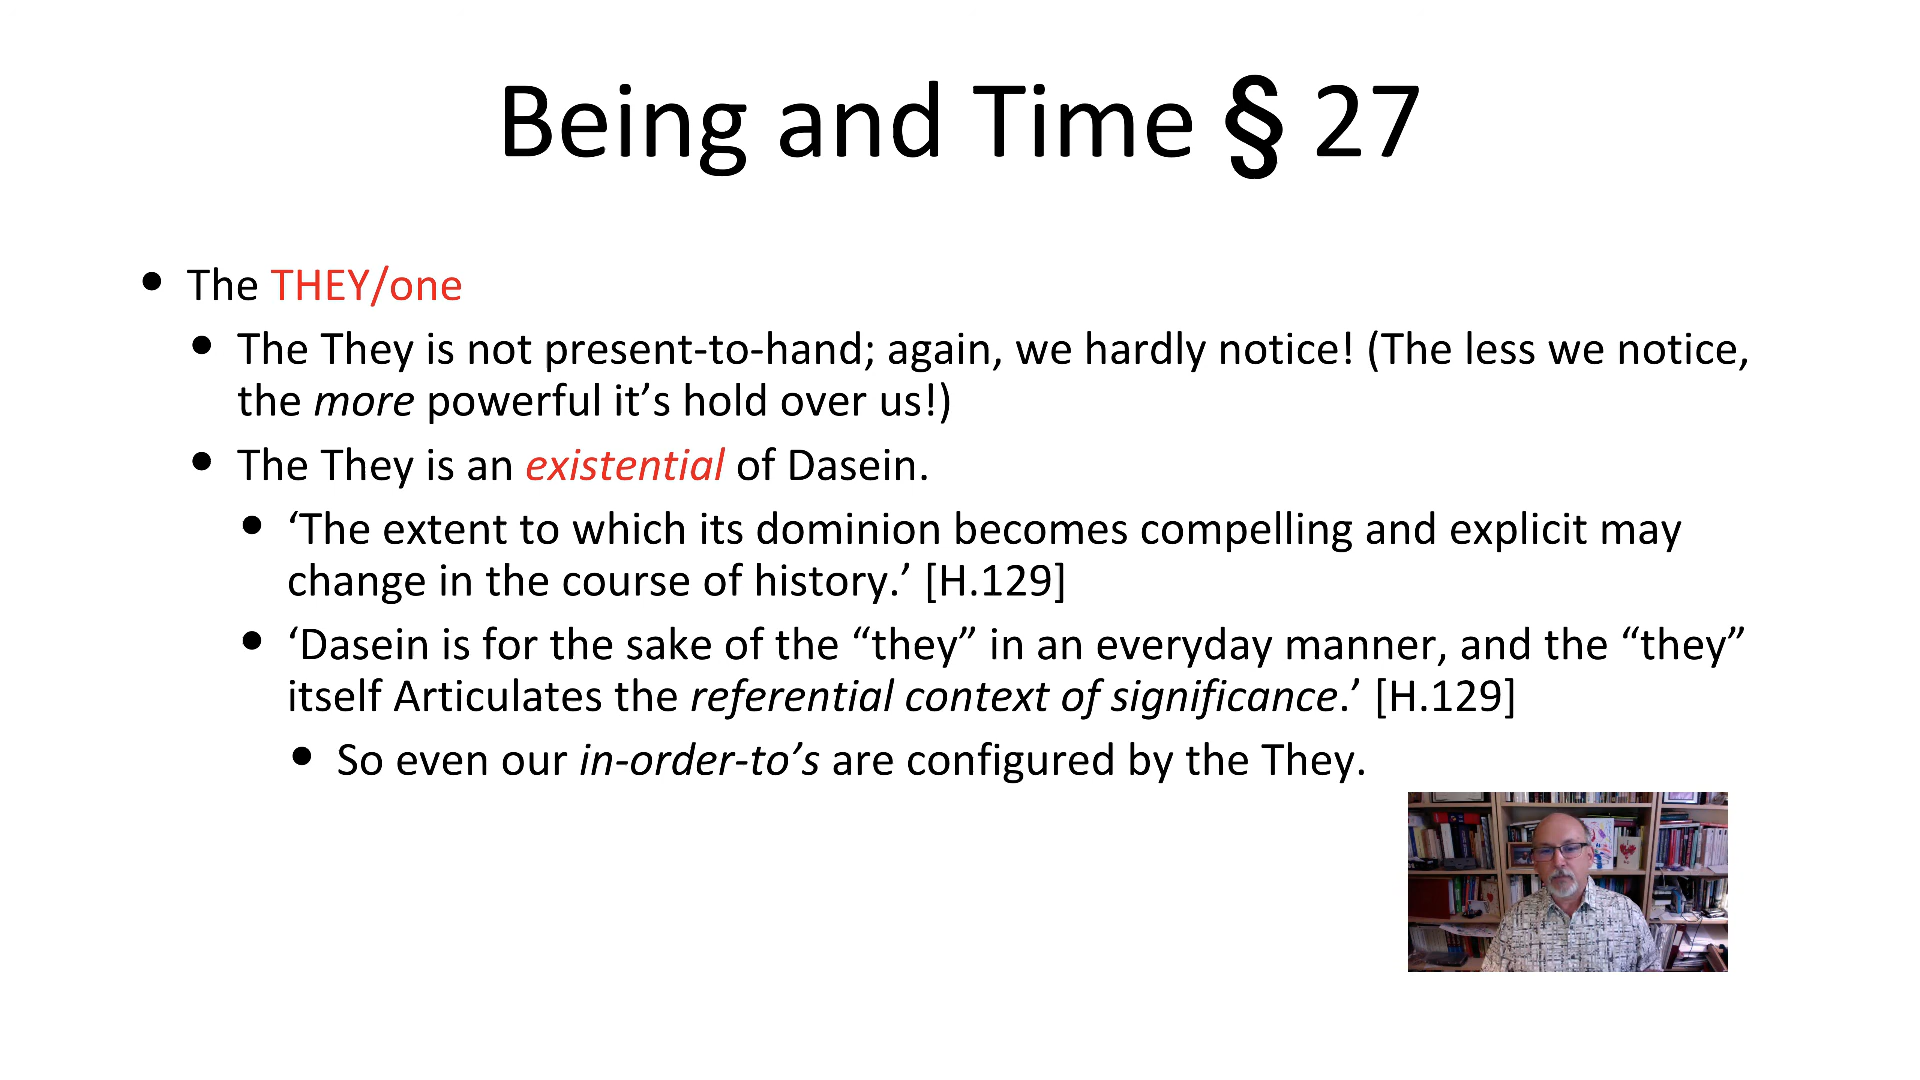 Being and Time § 27
• The THEY/one
• The They is not present-to-hand; again, we hardly notice! (The less we notice,
the more powerful it’s hold over us!)
• The They is an existential of Dasein.
• ‘The extent to which its dominion becomes compelling and explicit may
change in the course of history.’ [H.129]
• ‘Dasein is for the sake of the “they” in an everyday manner, and the “they”
itself Articulates the referential context of significance.’ [H.129]
• So even our in-order-to’s are configured by the They.